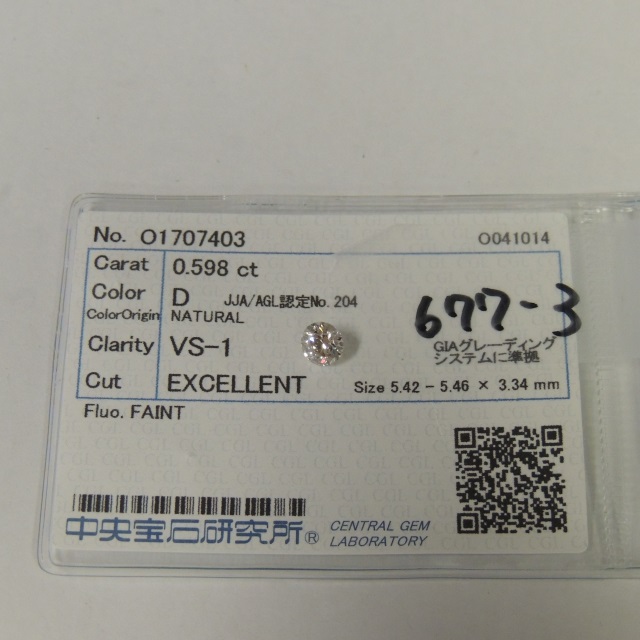 No. O1707403 O041014
Carat 0.598 ct
Color D JJA/AGL認定No. 204
ColorOrigin NATURAL
677-3
Clarity VS-1 GIAグレーディング
システムに準拠
Cut EXCELLENT Size 5.42 - 5.46 × 3.34 mm
Fluo. FAINT
中央宝石研究所® CENTRAL GEM
LABORATORY